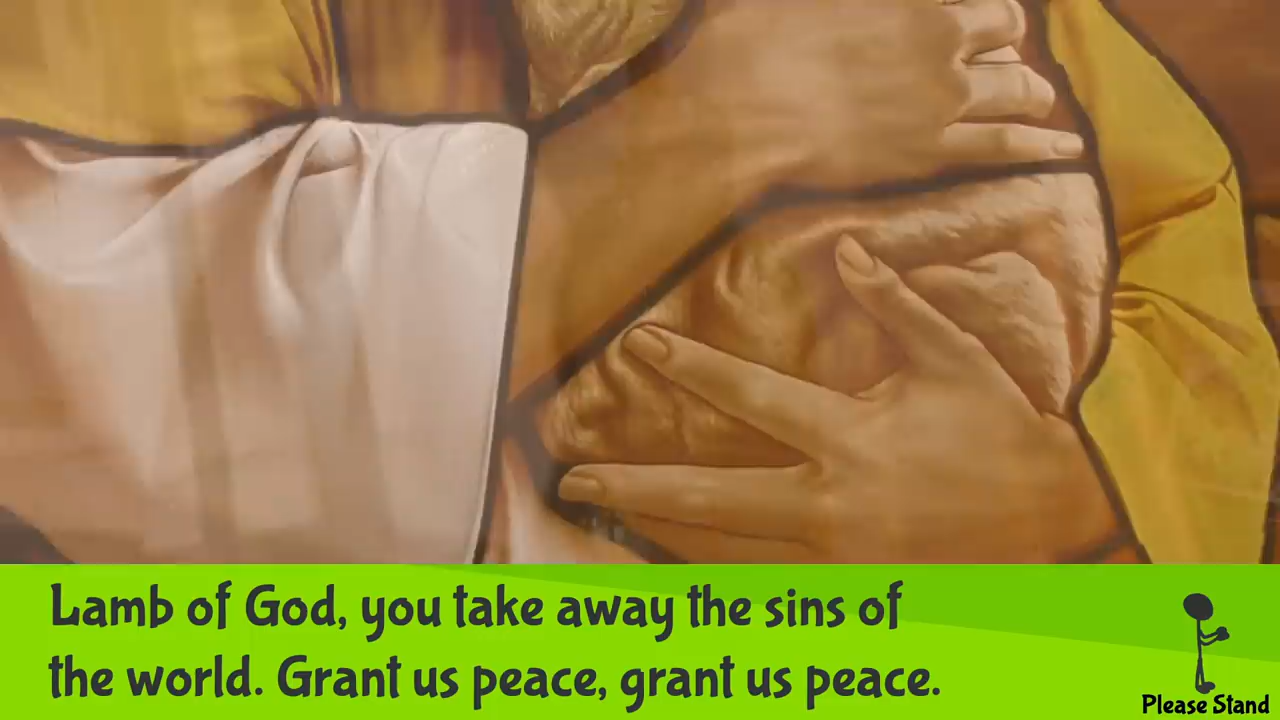 Lamb of God, you take away the sins of
the world. Grant us peace, grant us peace.
Please Stand